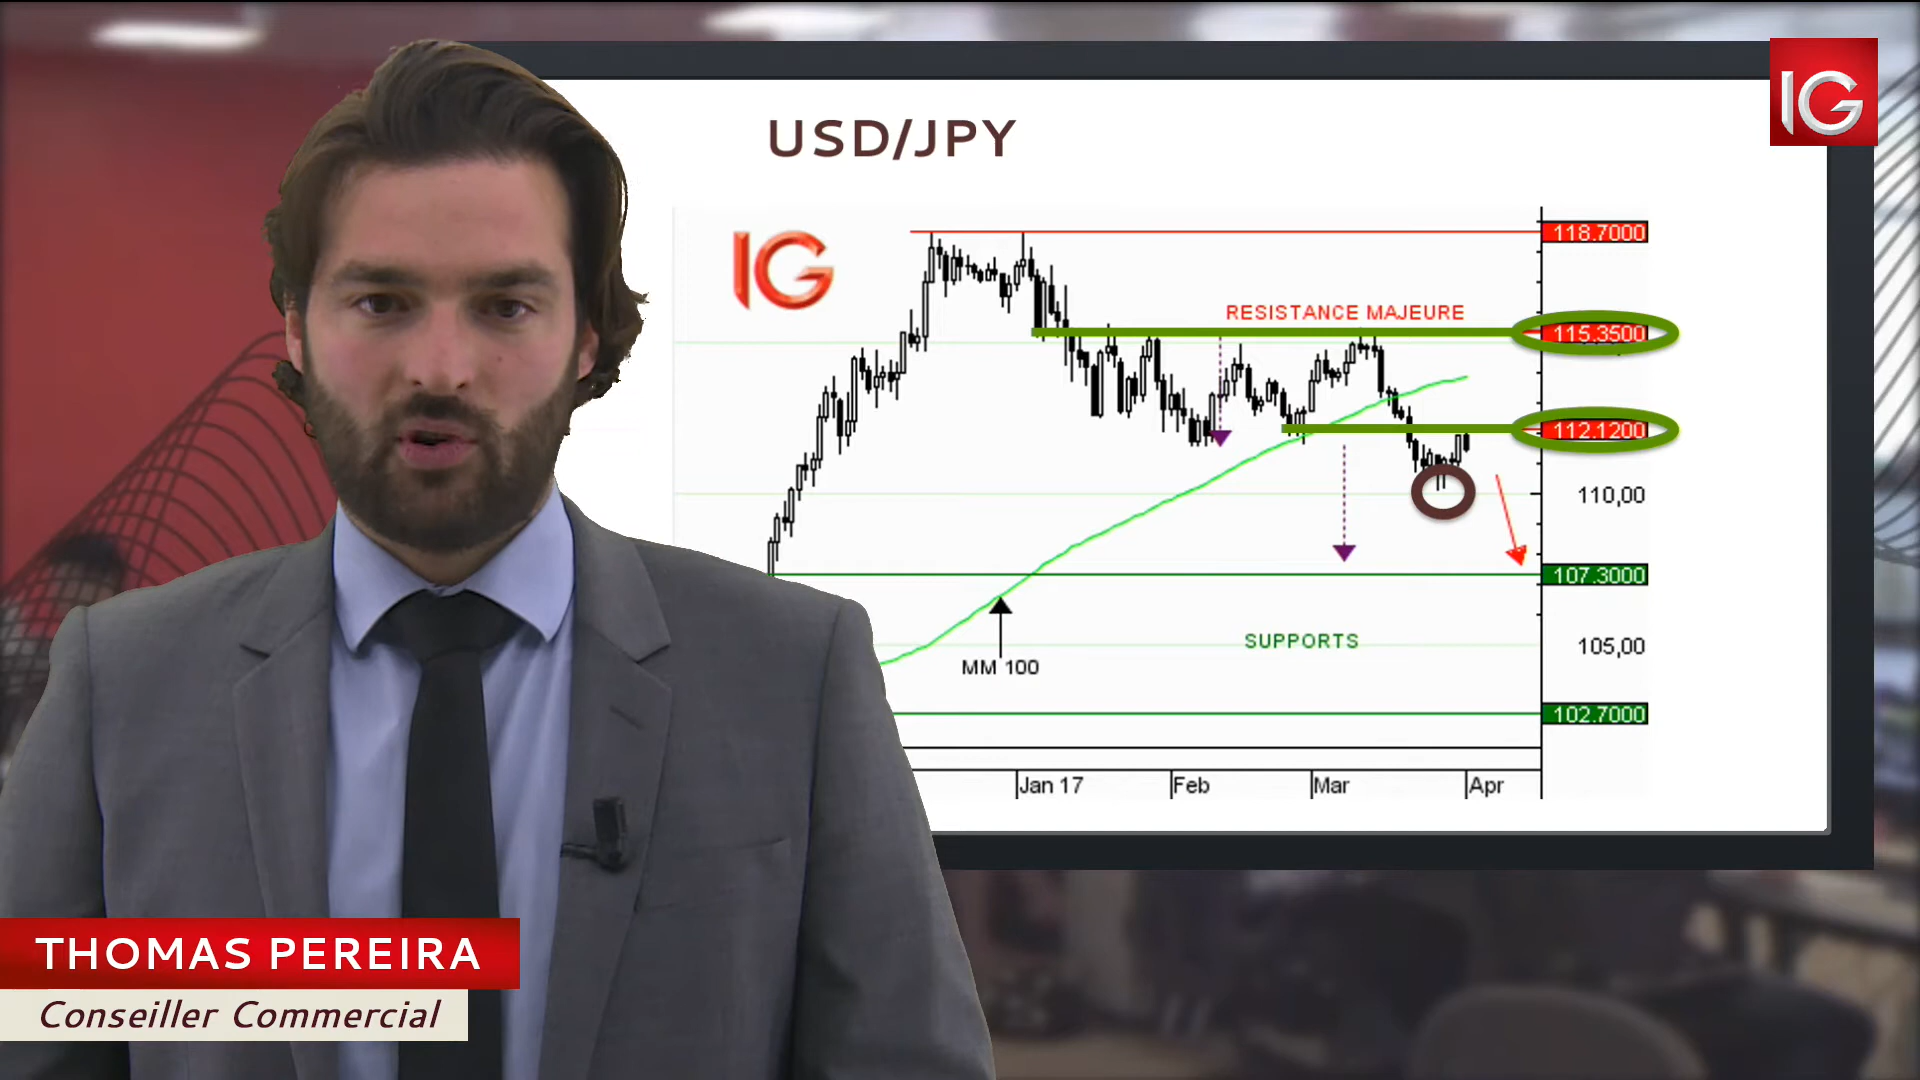 IG
USD/JPY
IG
118.7000
RESISTANCE MAJEURE
115.3500
112.1200
110,00
107.3000
SUPPORTS
105,00
MM 100
102.7000
Jan 17
Feb
Mar
Apr
THOMAS PEREIRA
Conseiller Commercial